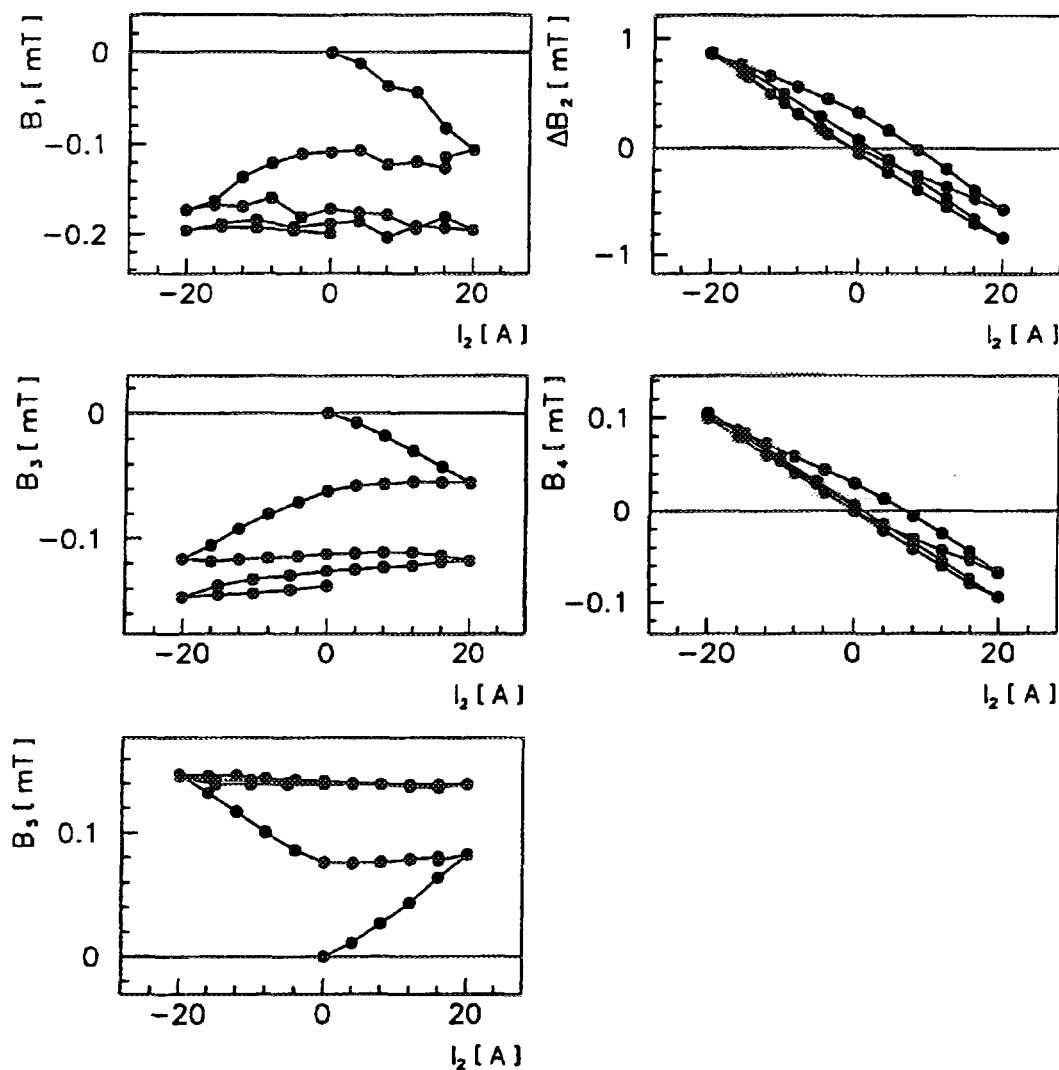 B₁ [mT]
0
-0.1
-0.2
-20 0 20
I₂ [A]
ΔB₂ [mT]
1
0
-1
-20 0 20
I₂ [A]
B₃ [mT]
0
-0.1
-20 0 20
I₂ [A]
B₄ [mT]
0.1
0
-0.1
-20 0 20
I₂ [A]
B₅ [mT]
0.1
0
-20 0 20
I₂ [A]